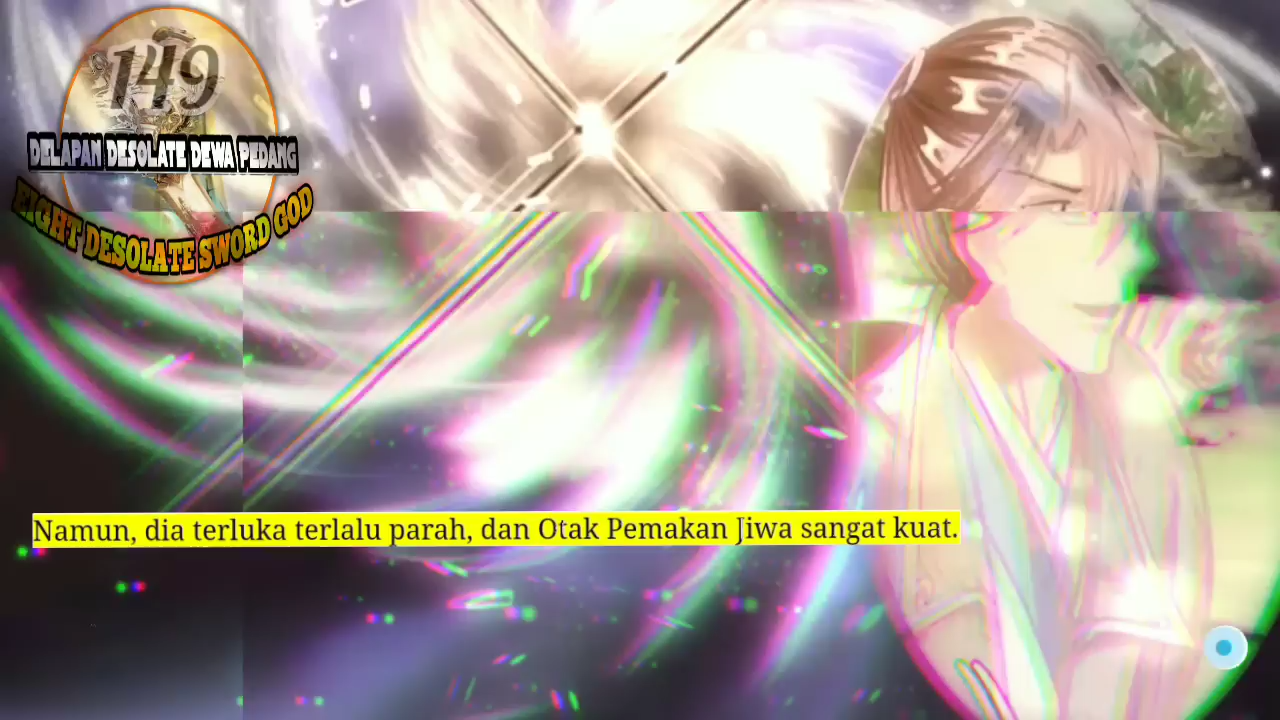 149
DELAPAN DESOLATE DEWA PEDANG
EIGHT DESOLATE SWORD GOD
Namun, dia terluka terlalu parah, dan Otak Pemakan Jiwa sangat kuat.